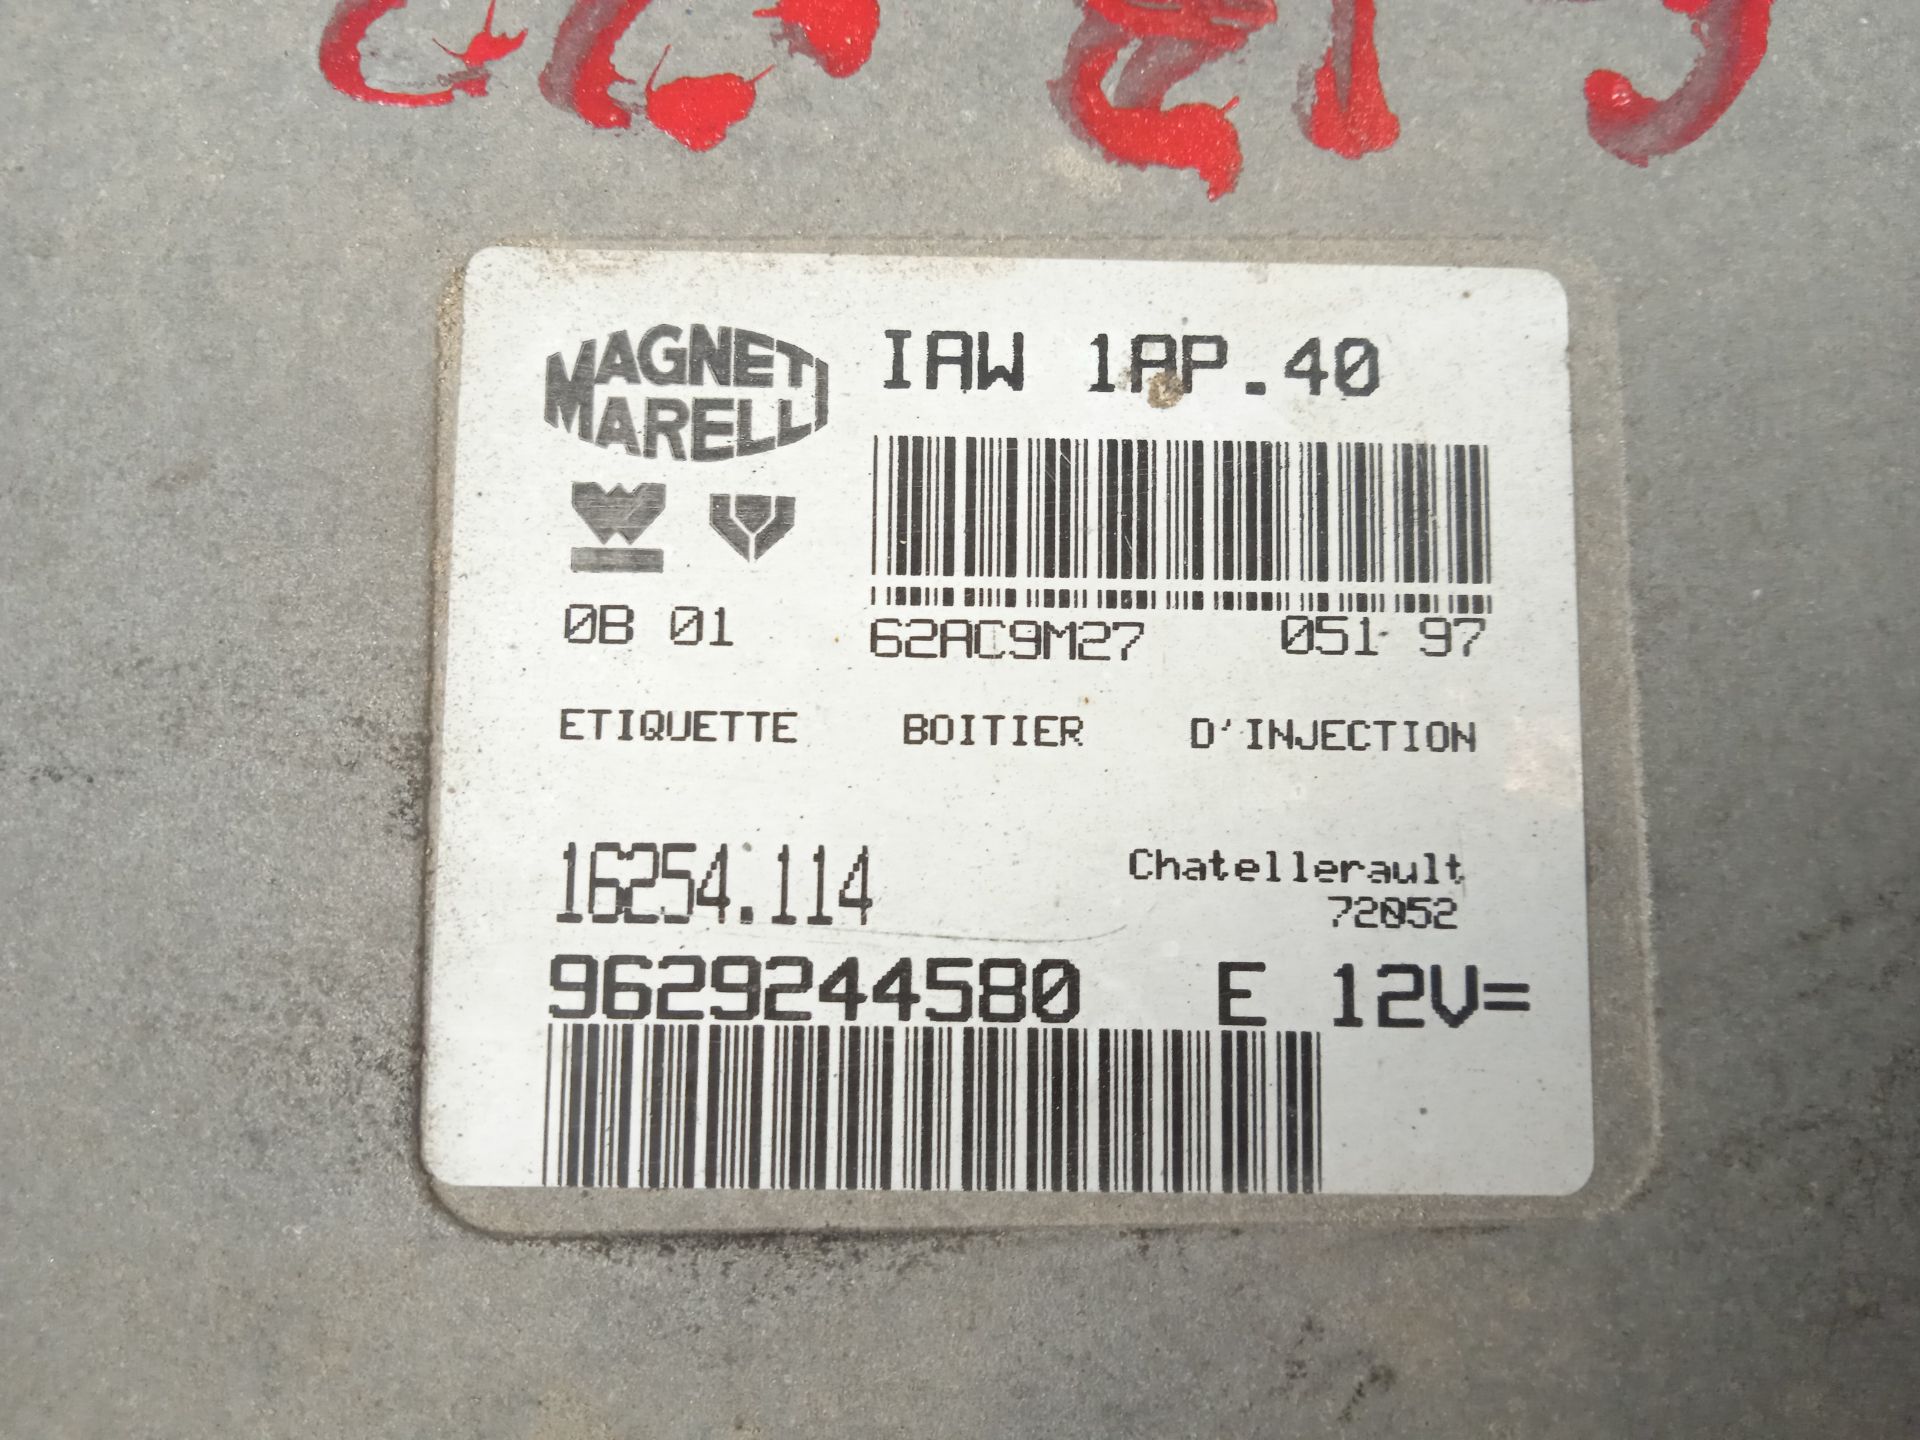 MAGNETI
MARELLI
IAW 1AP.40
0B 01
62AC9M27 051 97
ETIQUETTE BOITIER D'INJECTION
16254.114
Chatellerault
72052
9629244580 E 12V=